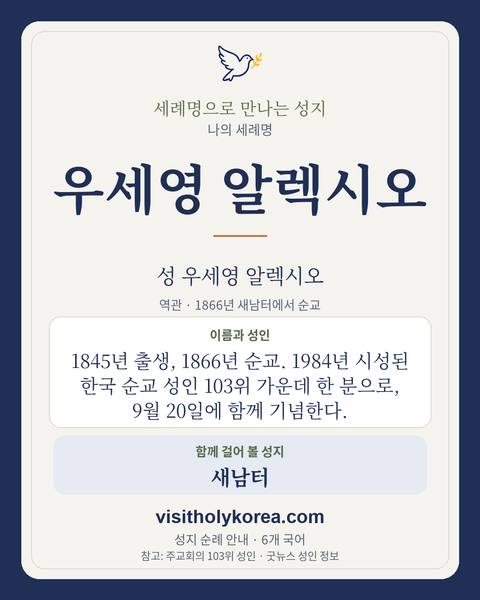 세례명으로 만나는 성지
나의 세례명
우세영 알렉시오
성 우세영 알렉시오
역관 · 1866년 새남터에서 순교
이름과 성인
1845년 출생, 1866년 순교. 1984년 시성된
한국 순교 성인 103위 가운데 한 분으로,
9월 20일에 함께 기념한다.
함께 걸어 볼 성지
새남터
visitholykorea.com
성지 순례 안내 · 6개 국어
참고: 주교회의 103위 성인 · 굿뉴스 성인 정보